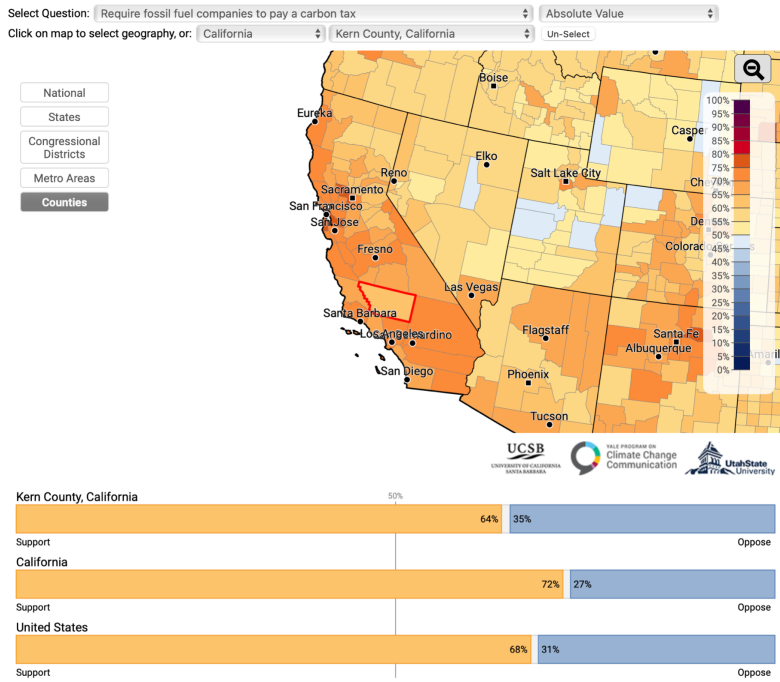 Select Question: Require fossil fuel companies to pay a carbon tax Absolute Value
Click on map to select geography, or: California Kern County, California Un-Select
National
States
Congressional
Districts
Metro Areas
Counties
Boise
Eureka
Casper
Elko
Reno
Salt Lake City
Sacramento
San Francisco
San Jose
Fresno
Las Vegas
Santa Barbara
Los Angeles
San Diego
Flagstaff
Santa Fe
Albuquerque
Phoenix
Tucson
100%
95%
90%
85%
80%
75%
70%
65%
60%
55%
50%
45%
40%
35%
30%
25%
20%
15%
10%
5%
0%
UCSB
UNIVERSITY OF CALIFORNIA
SANTA BARBARA
YALE PROGRAM ON
Climate Change
Communication
UtahState
University
Kern County, California
50%
64% 35%
Support Oppose
California
72% 27%
Support Oppose
United States
68% 31%
Support Oppose